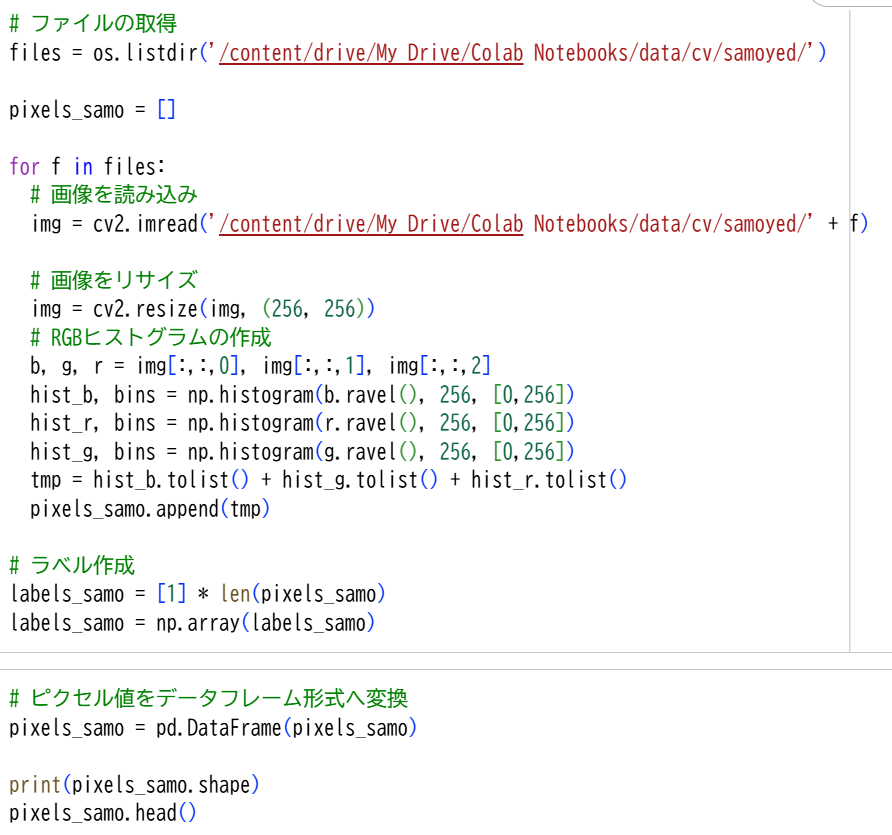 # ファイルの取得
files = os.listdir('/content/drive/My Drive/Colab Notebooks/data/cv/samoyed/')
pixels_samo = []
for f in files:
# 画像を読み込み
img = cv2.imread('/content/drive/My Drive/Colab Notebooks/data/cv/samoyed/' + f)
# 画像をリサイズ
img = cv2.resize(img, (256, 256))
# RGBヒストグラムの作成
b, g, r = img[:,:,0], img[:,:,1], img[:,:,2]
hist_b, bins = np.histogram(b.ravel(), 256, [0,256])
hist_r, bins = np.histogram(r.ravel(), 256, [0,256])
hist_g, bins = np.histogram(g.ravel(), 256, [0,256])
tmp = hist_b.tolist() + hist_g.tolist() + hist_r.tolist()
pixels_samo.append(tmp)
# ラベル作成
labels_samo = [1] * len(pixels_samo)
labels_samo = np.array(labels_samo)
# ピクセル値をデータフレーム形式へ変換
pixels_samo = pd.DataFrame(pixels_samo)
print(pixels_samo.shape)
pixels_samo.head()